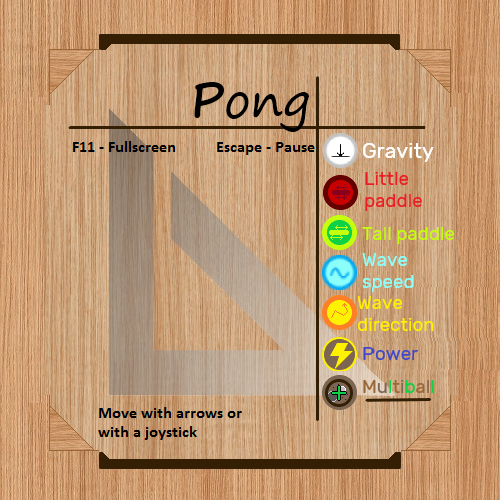 Pong
F11 - Fullscreen
Escape - Pause
Gravity
Little
paddle
Tall paddle
Wave
speed
Wave
direction
Power
Multiball
Move with arrows or
with a joystick